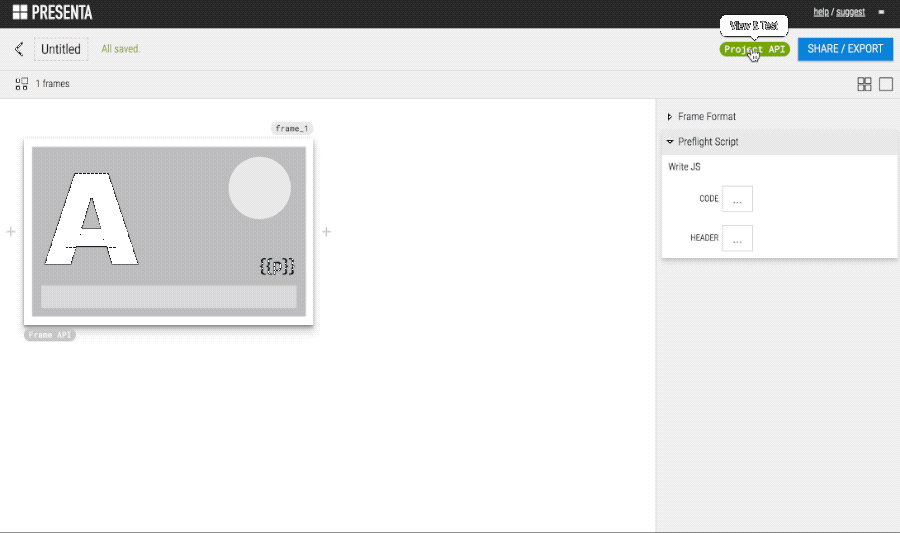 PRESENTA
help / suggest
View & Test
Untitled
All saved.
Project API
SHARE / EXPORT
1 frames
Frame Format
frame_1
Preflight Script
Write JS
A
CODE
...
HEADER
...
{{p}}
Frame API